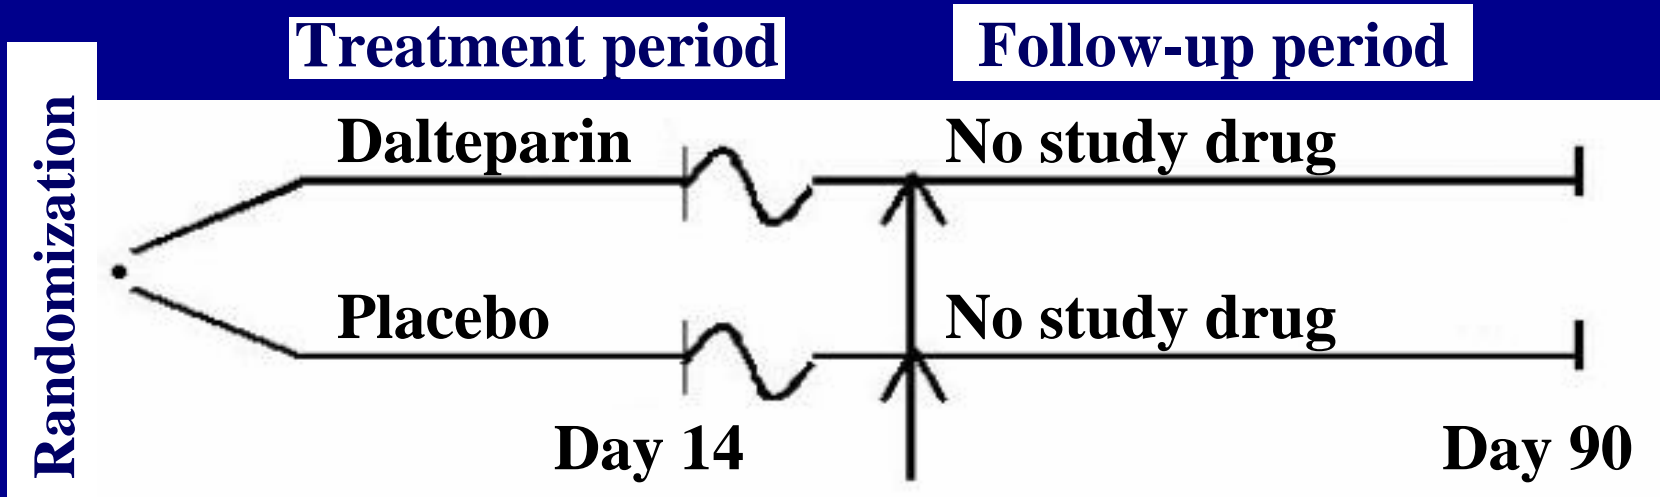 Treatment period
Follow-up period
Randomization
Dalteparin
No study drug
Placebo
No study drug
Day 14
Day 90